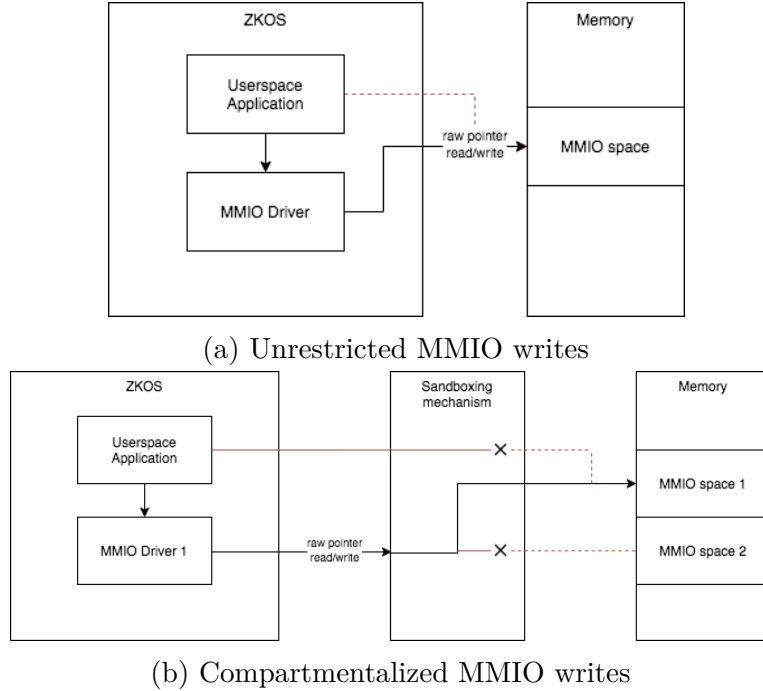 ZKOS
Memory
Userspace
Application
raw pointer
read/write
MMIO space
MMIO Driver
(a) Unrestricted MMIO writes
ZKOS
Sandboxing
mechanism
Memory
Userspace
Application
MMIO space 1
MMIO Driver 1
raw pointer
read/write
MMIO space 2
(b) Compartmentalized MMIO writes